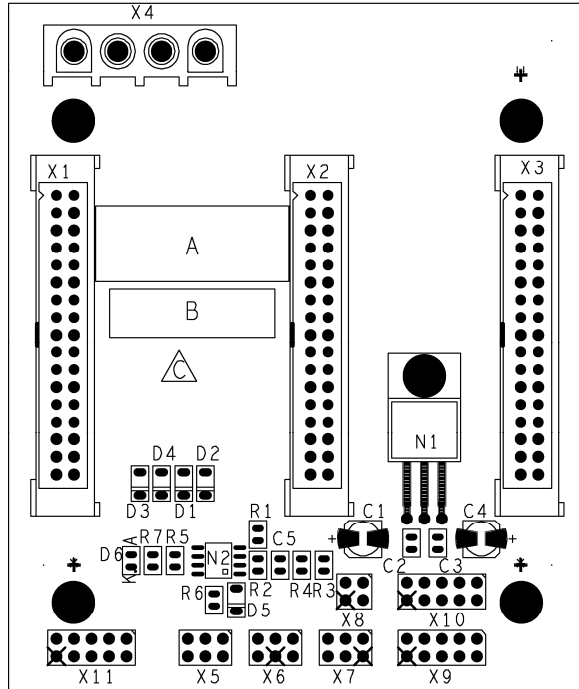 X4
X1
X2
X3
A
B
C
N1
D4 D2
D3 D1
R1
C1
C4
D6
K
A
R7 R5
N2
C5
C2
C3
R2
R4 R3
R6
D5
X8
X10
X11
X5
X6
X7
X9